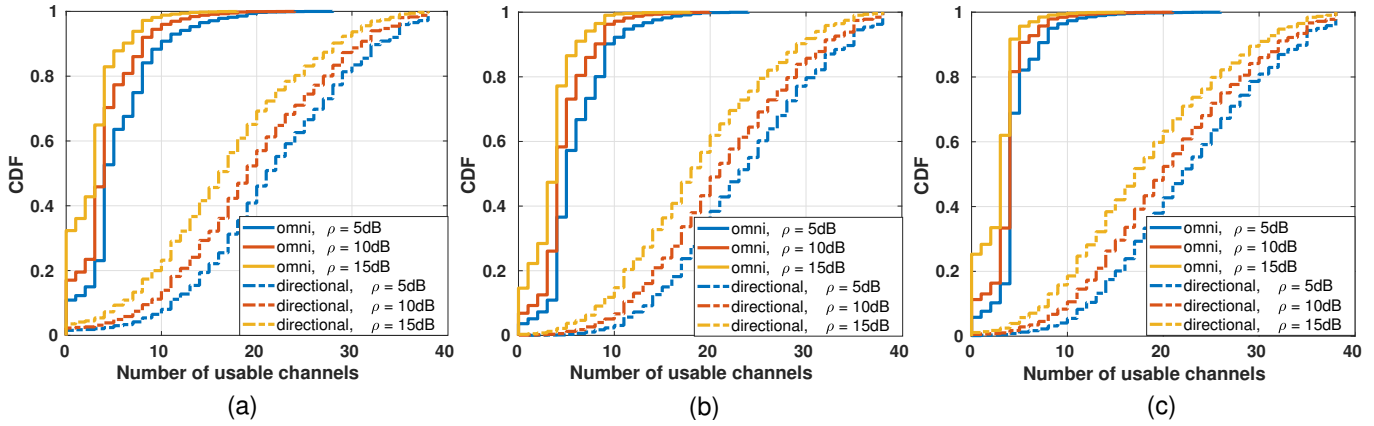 1
0.8
0.6
0.4
0.2
0
CDF
0 10 20 30 40
Number of usable channels
omni, ρ = 5dB
omni, ρ = 10dB
omni, ρ = 15dB
directional, ρ = 5dB
directional, ρ = 10dB
directional, ρ = 15dB
(a)
1
0.8
0.6
0.4
0.2
0
CDF
0 10 20 30 40
Number of usable channels
omni, ρ = 5dB
omni, ρ = 10dB
omni, ρ = 15dB
directional, ρ = 5dB
directional, ρ = 10dB
directional, ρ = 15dB
(b)
1
0.8
0.6
0.4
0.2
0
CDF
0 10 20 30 40
Number of usable channels
omni, ρ = 5dB
omni, ρ = 10dB
omni, ρ = 15dB
directional, ρ = 5dB
directional, ρ = 10dB
directional, ρ = 15dB
(c)